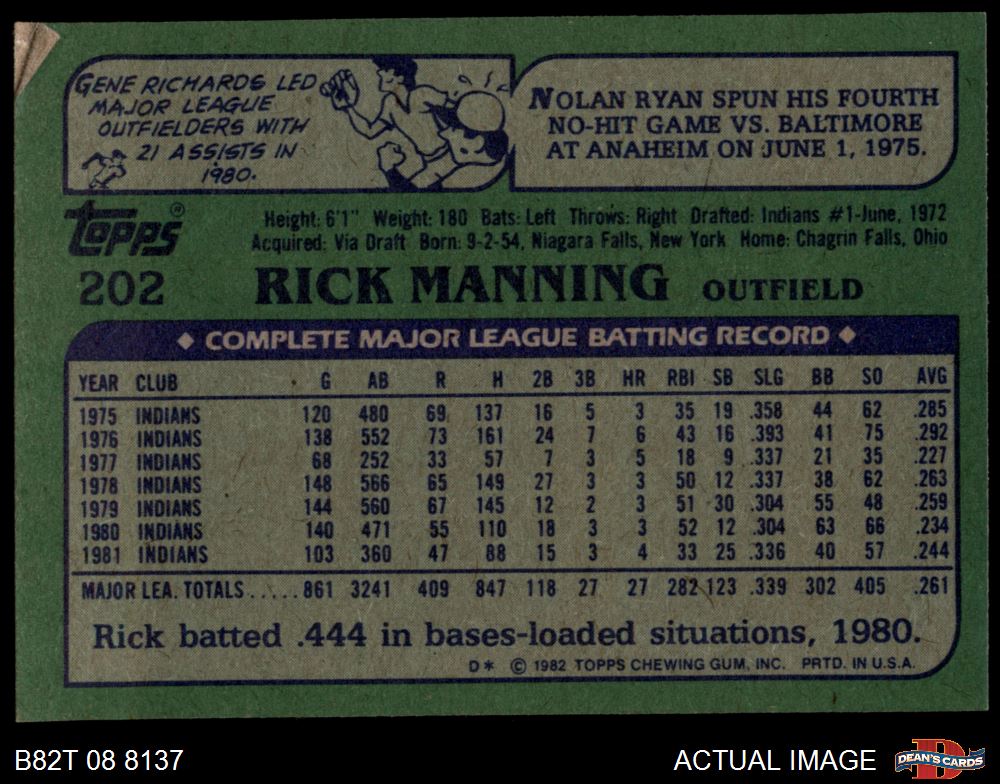 GENE RICHARDS LED
MAJOR LEAGUE
OUTFIELDERS WITH
21 ASSISTS IN
1980.
NOLAN RYAN SPUN HIS FOURTH
NO-HIT GAME VS. BALTIMORE
AT ANAHEIM ON JUNE 1, 1975.
Topps®
Height: 6'1" Weight: 180 Bats: Left Throws: Right Drafted: Indians #1-June, 1972
Acquired: Via Draft Born: 9-2-54, Niagara Falls, New York Home: Chagrin Falls, Ohio
202 RICK MANNING OUTFIELD
◆ COMPLETE MAJOR LEAGUE BATTING RECORD ◆
YEAR CLUB G AB R H 2B 3B HR RBI SB SLG BB SO AVG
1975 INDIANS 120 480 69 137 16 5 3 35 19 .358 44 62 .285
1976 INDIANS 138 552 73 161 24 7 6 43 16 .393 41 75 .292
1977 INDIANS 68 252 33 57 7 3 5 18 9 .337 21 35 .227
1978 INDIANS 148 566 65 149 27 3 3 50 12 .337 38 62 .263
1979 INDIANS 144 560 67 145 12 2 3 51 30 .304 55 48 .259
1980 INDIANS 140 471 55 110 18 3 3 52 12 .304 63 66 .234
1981 INDIANS 103 360 47 88 15 3 4 33 25 .336 40 57 .244
MAJOR LEA. TOTALS ..... 861 3241 409 847 118 27 27 282 123 .339 302 405 .261
Rick batted .444 in bases-loaded situations, 1980.
D* © 1982 TOPPS CHEWING GUM, INC. PRTD. IN U.S.A.
B82T 08 8137 ACTUAL IMAGE D DEAN'S CARDS